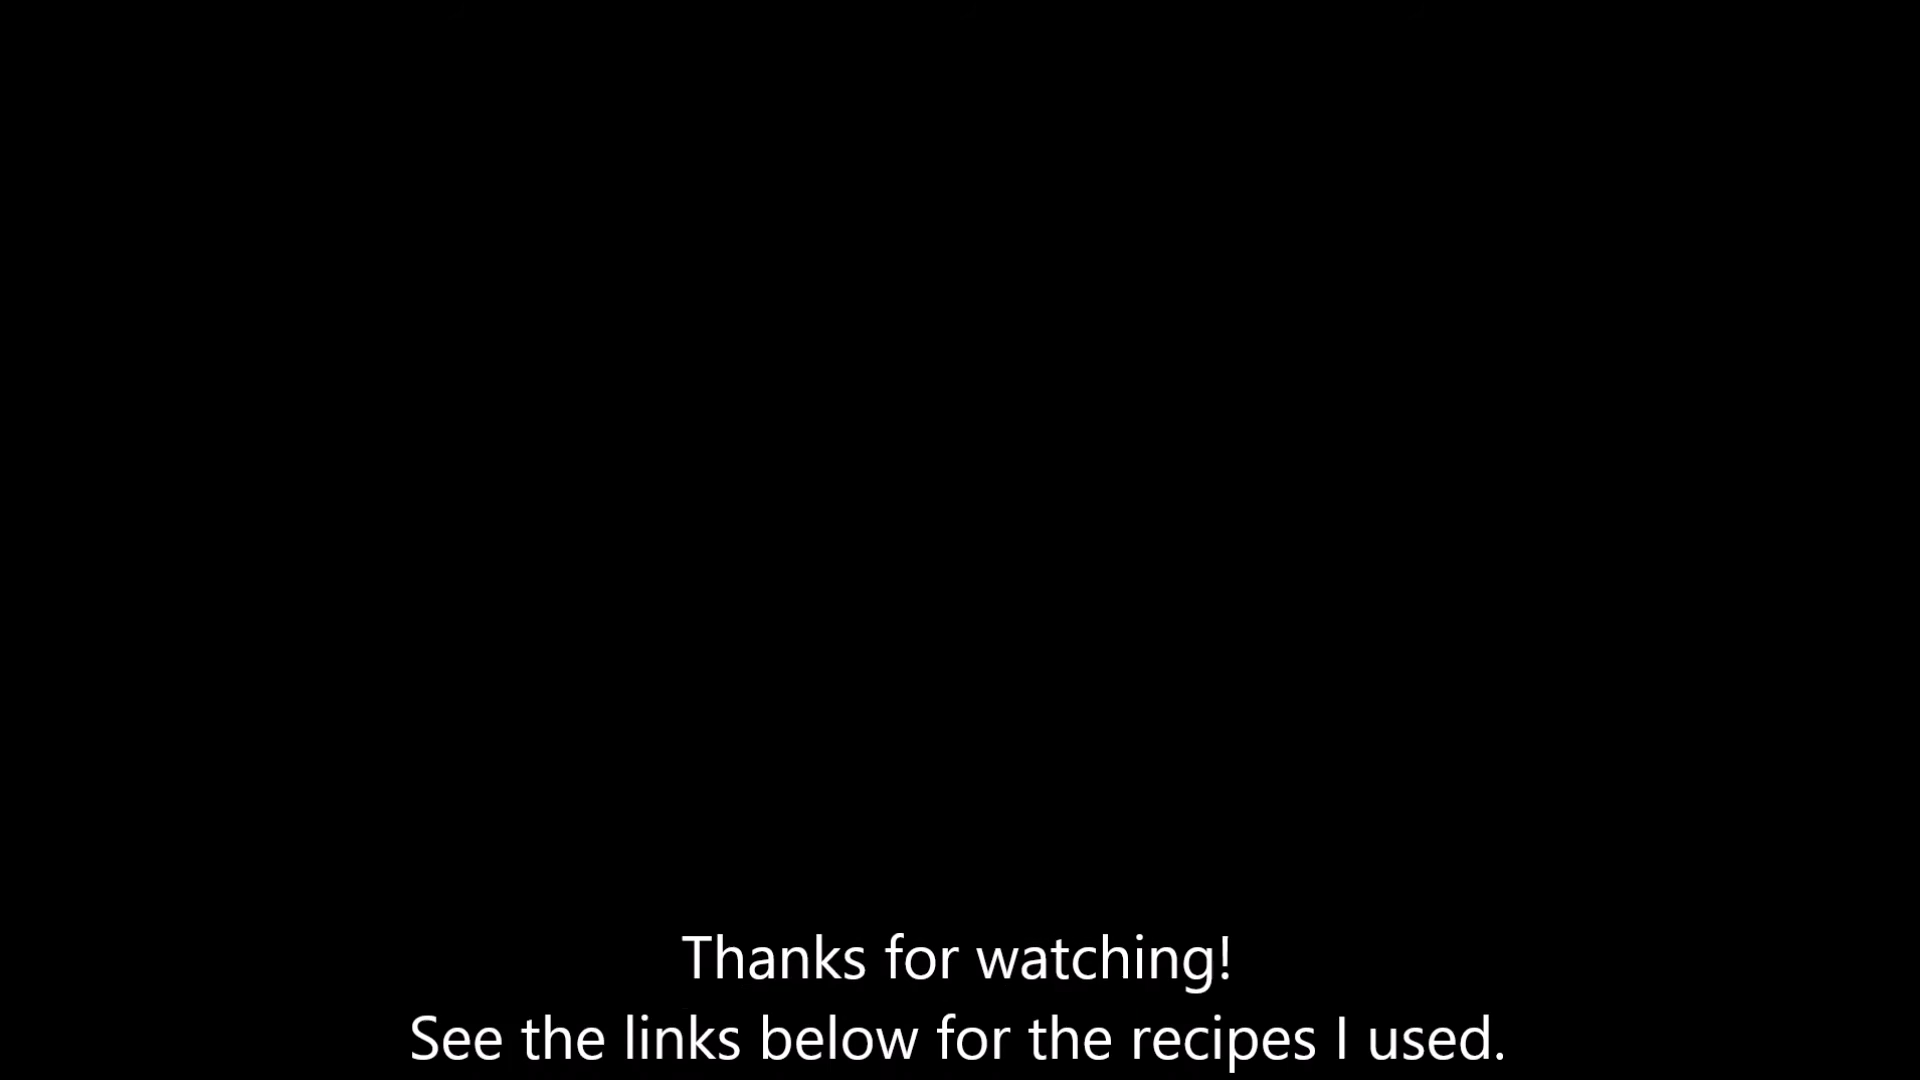 Thanks for watching!
See the links below for the recipes I used.